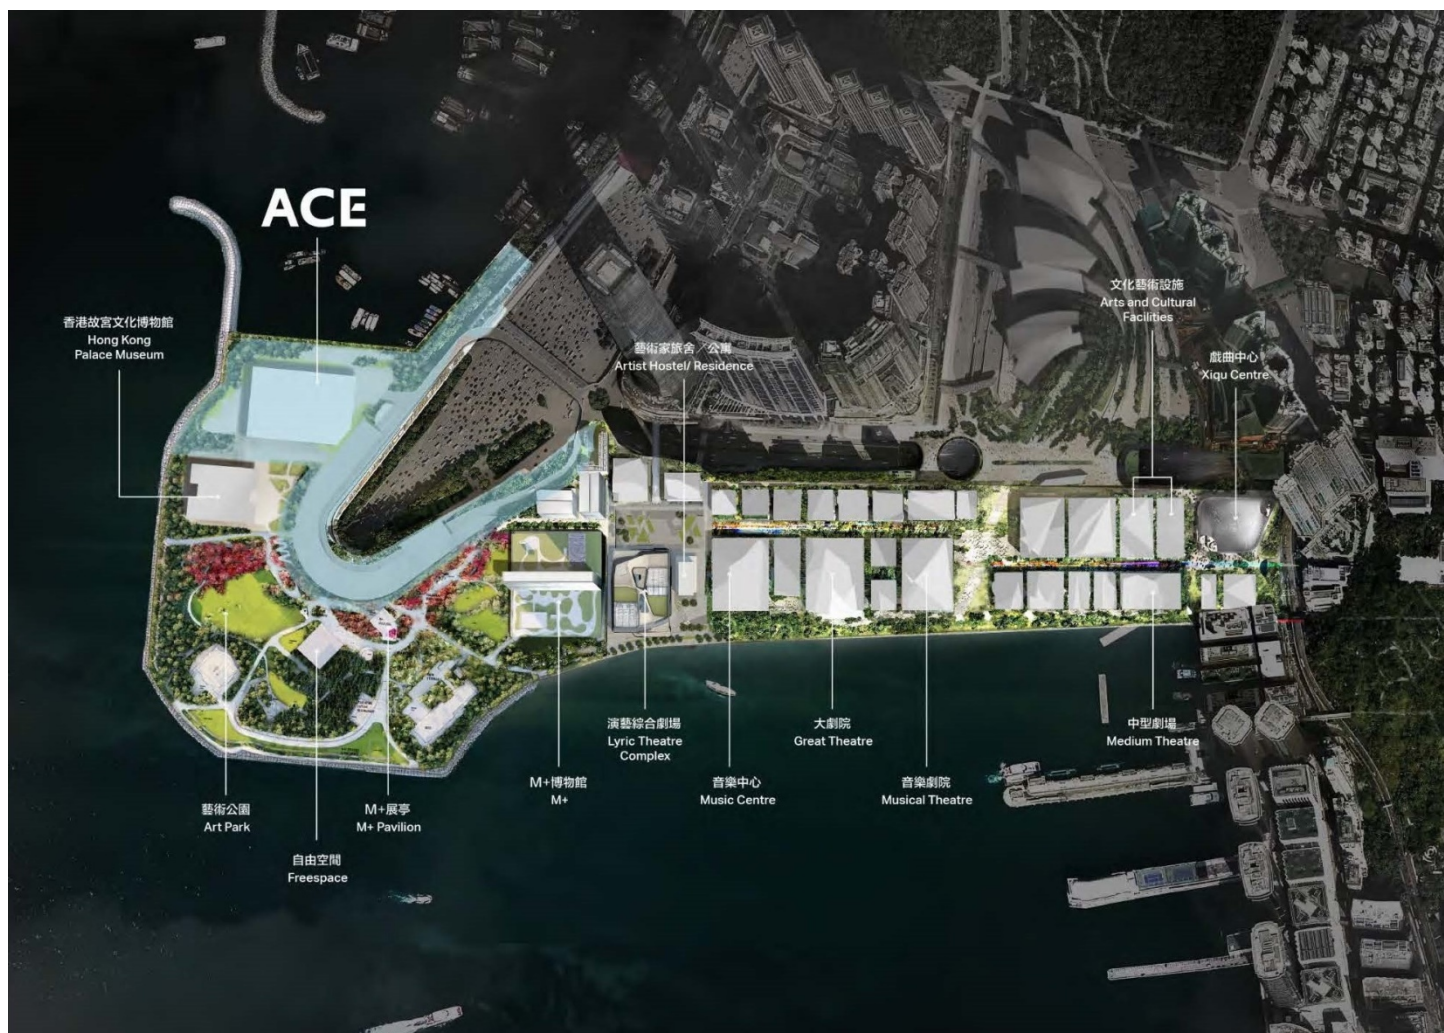 ACE
香港故宮文化博物館
Hong Kong
Palace Museum
藝術家旅舍／公寓
Artist Hostel/ Residence
文化藝術設施
Arts and Cultural
Facilities
戲曲中心
Xiqu Centre
演藝綜合劇場
Lyric Theatre
Complex
大劇院
Great Theatre
中型劇場
Medium Theatre
M+博物館
M+
音樂中心
Music Centre
音樂劇院
Musical Theatre
藝術公園
Art Park
M+展亭
M+ Pavilion
自由空間
Freespace